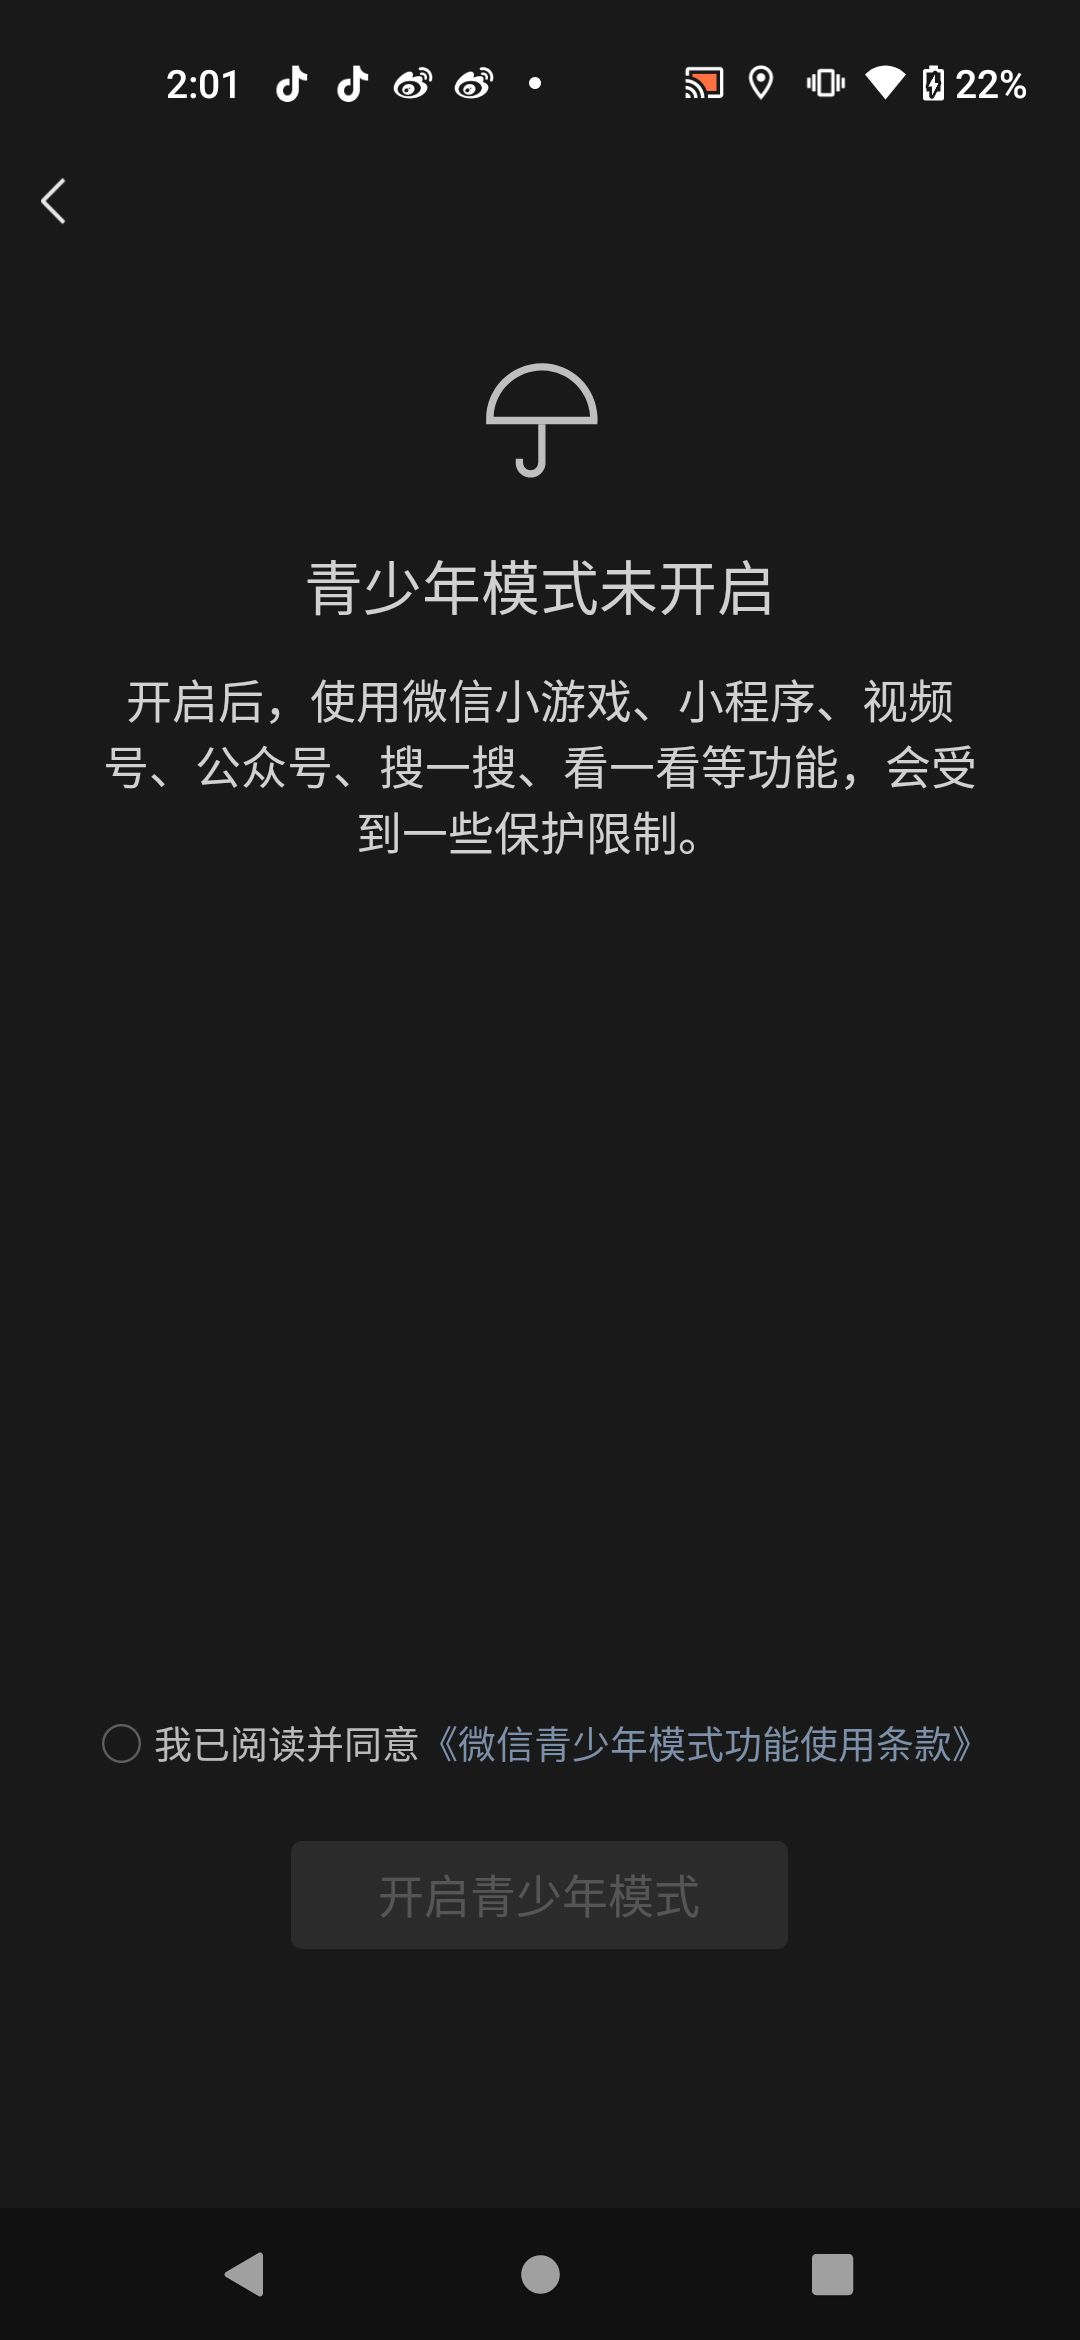 2:01
22%
青少年模式未开启
开启后，使用微信小游戏、小程序、视频
号、公众号、搜一搜、看一看等功能，会受
到一些保护限制。
我已阅读并同意《微信青少年模式功能使用条款》
开启青少年模式